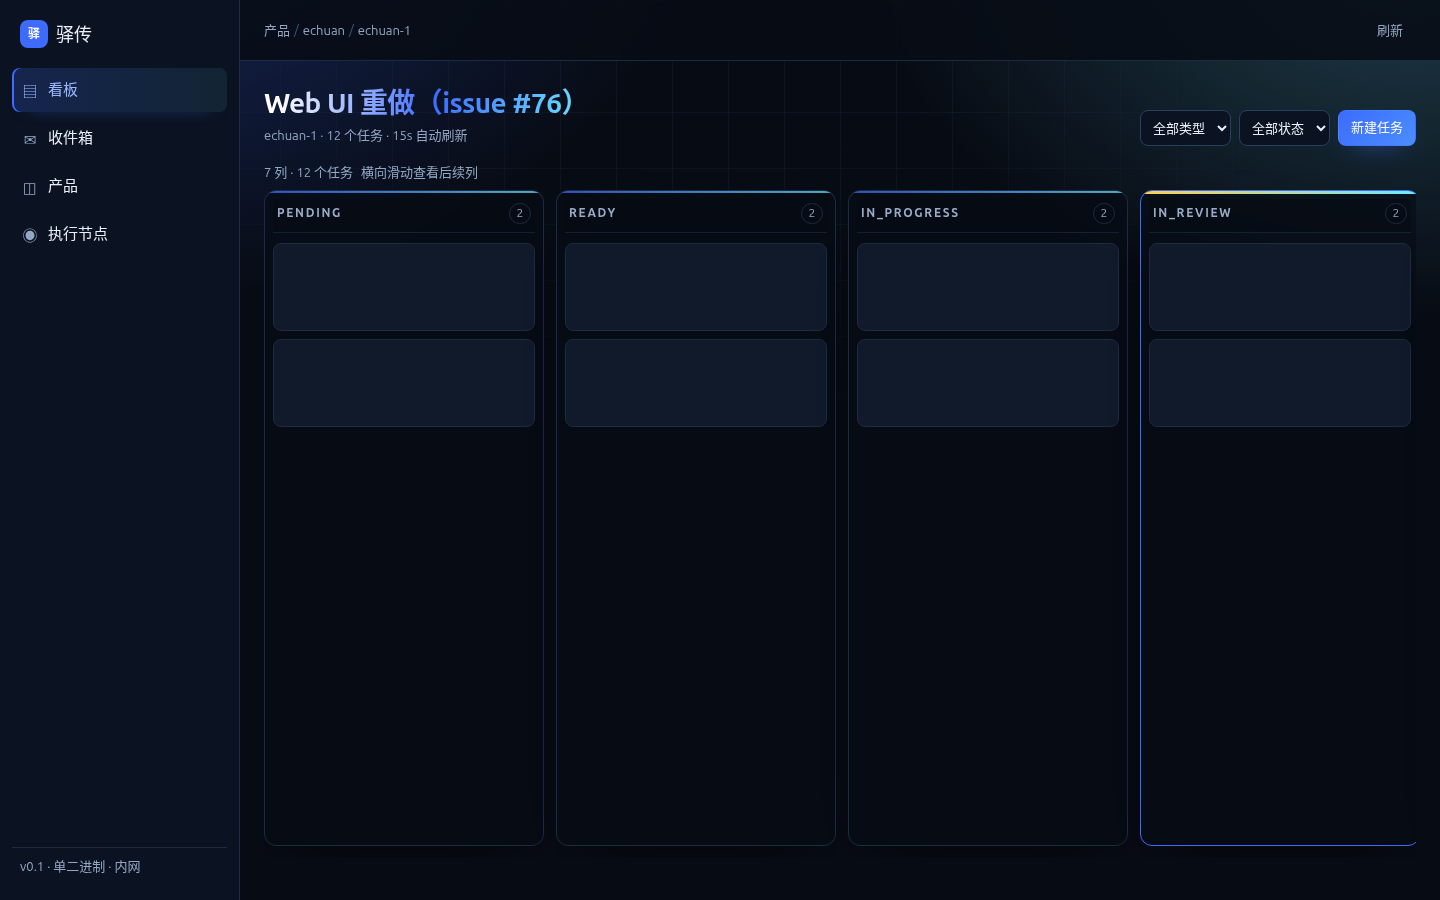 驿 驿传
产品 / echuan / echuan-1
刷新
看板
收件箱
产品
执行节点
Web UI 重做（issue #76）
echuan-1 · 12 个任务 · 15s 自动刷新
全部类型
全部状态
新建任务
7 列 · 12 个任务 横向滑动查看后续列
PENDING 2
READY 2
IN_PROGRESS 2
IN_REVIEW 2
v0.1 · 单二进制 · 内网